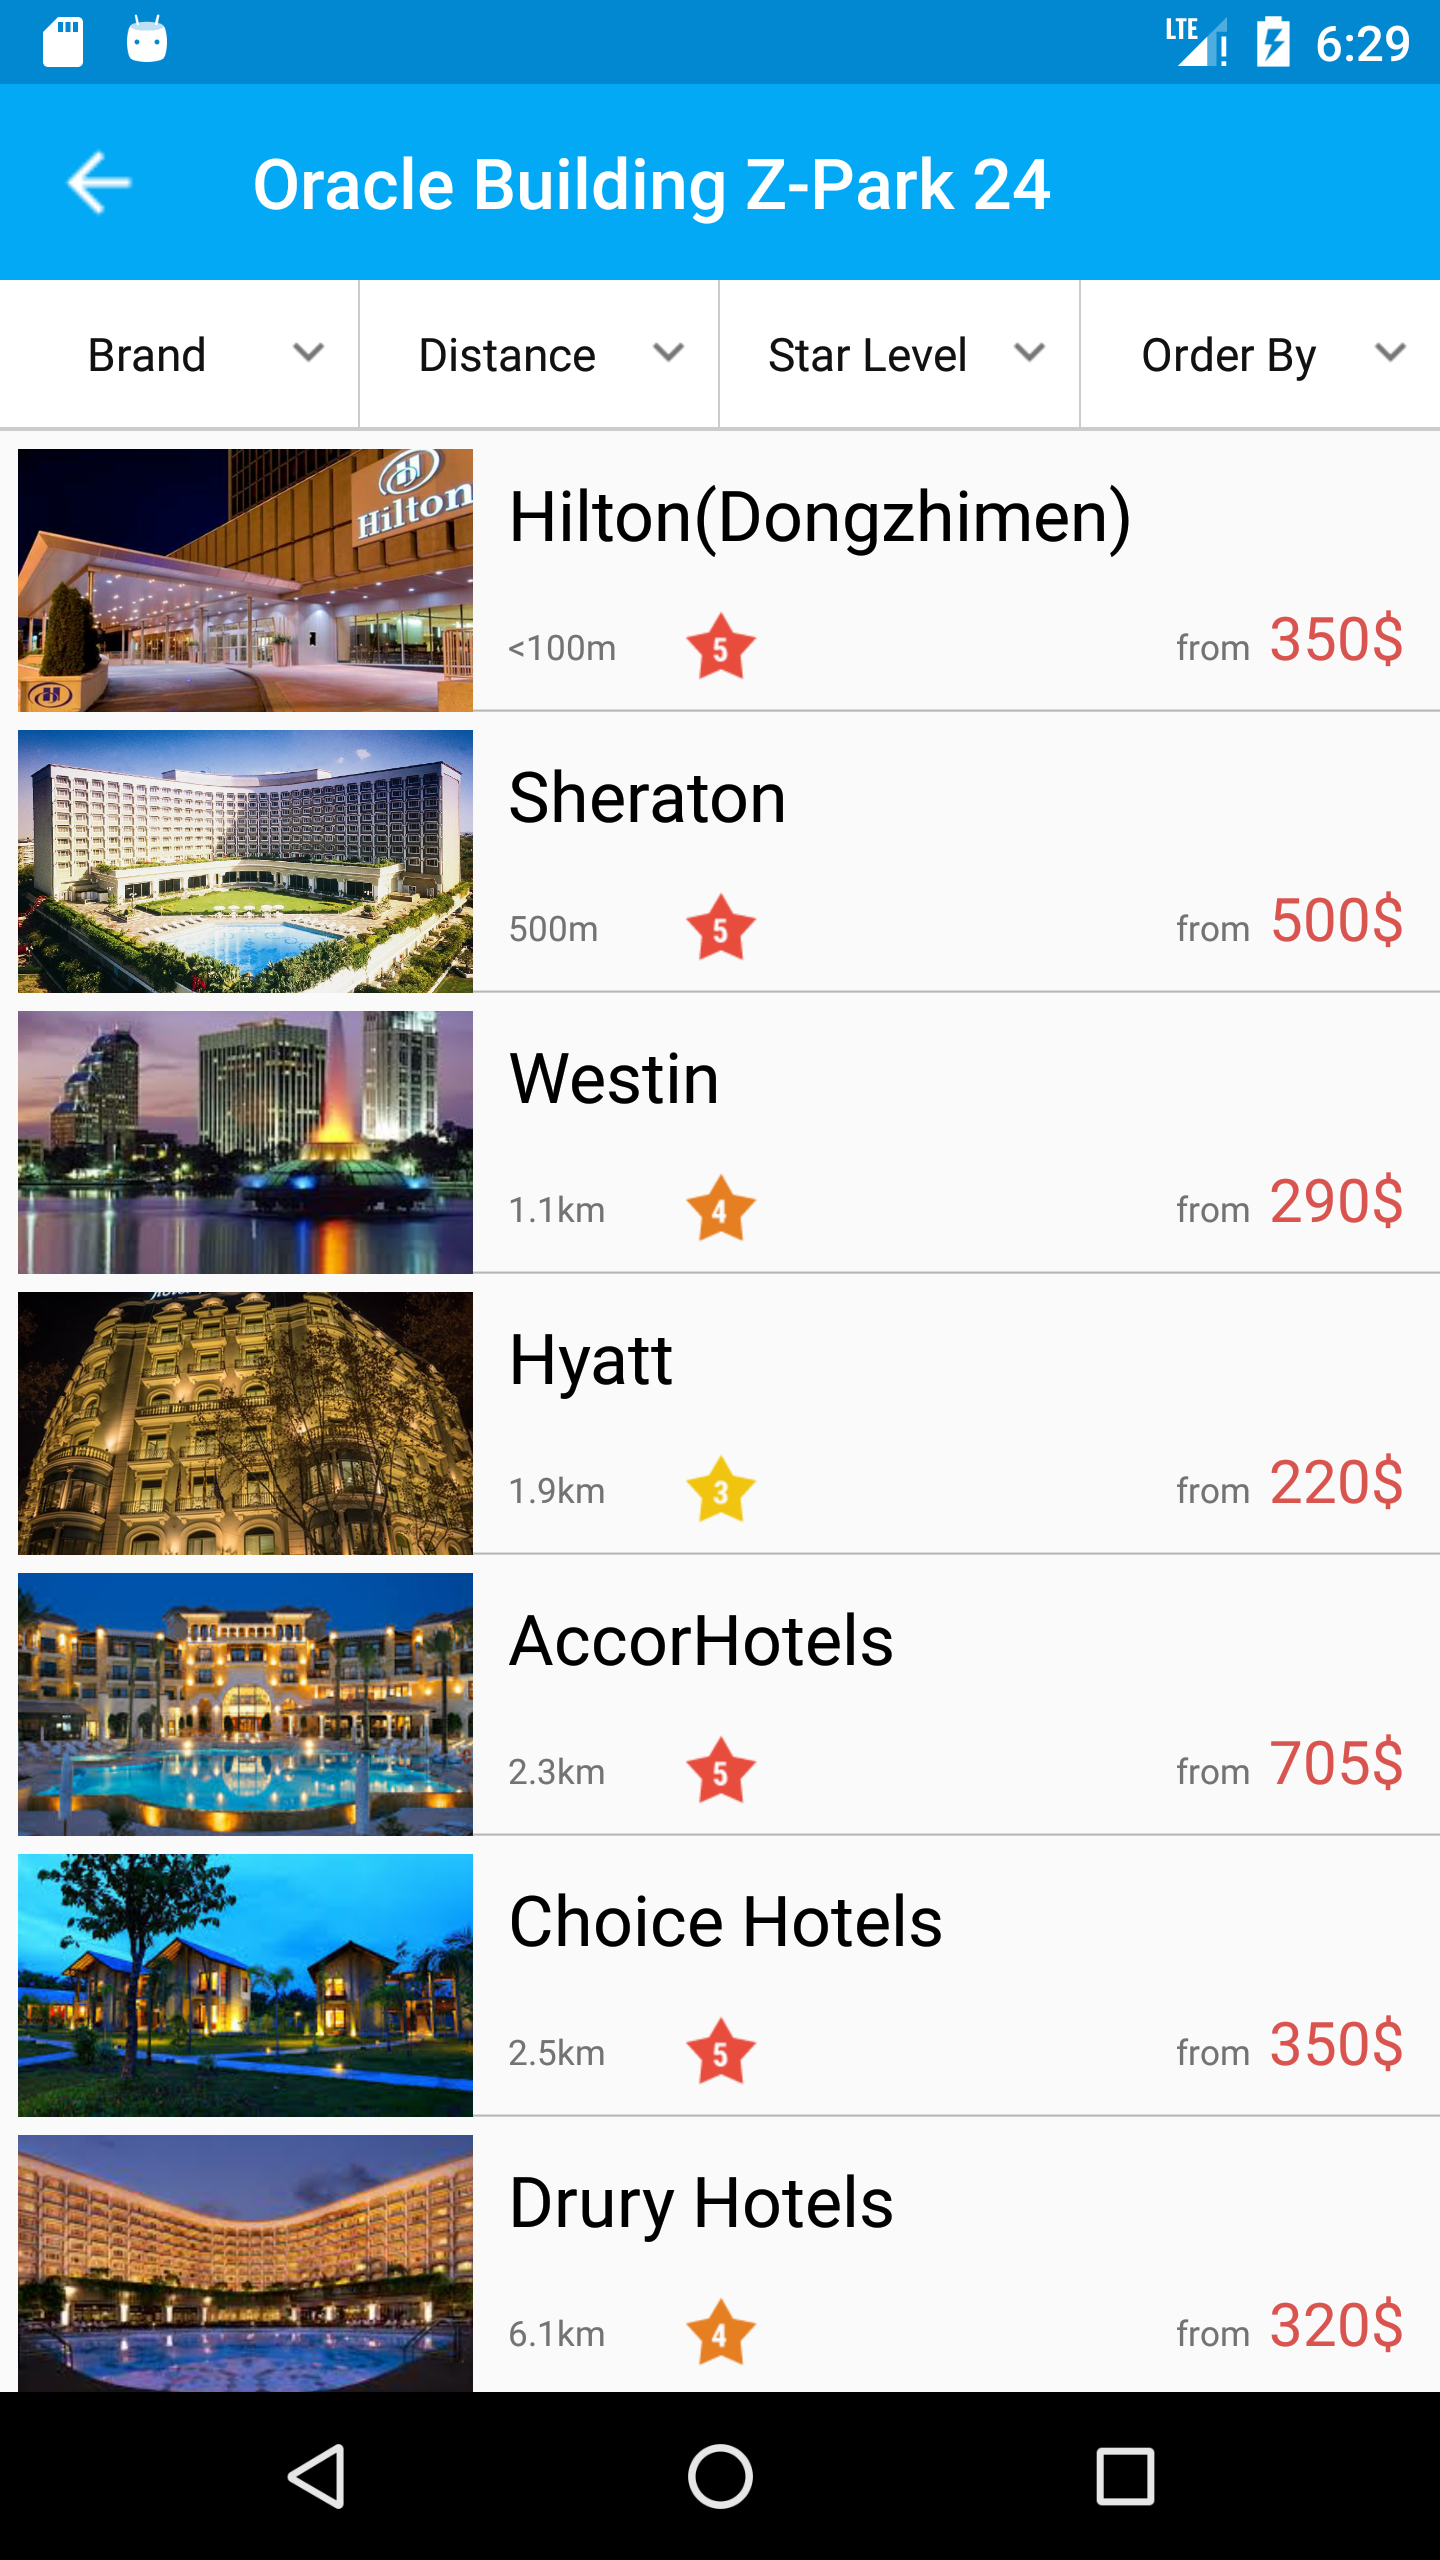 LTE 6:29
Oracle Building Z-Park 24
Brand Distance Star Level Order By
Hilton
Hilton(Dongzhimen)
<100m 5 from 350$
Sheraton
500m 5 from 500$
Westin
1.1km 4 from 290$
Hyatt
1.9km 3 from 220$
AccorHotels
2.3km 5 from 705$
Choice Hotels
2.5km 5 from 350$
Drury Hotels
6.1km 4 from 320$